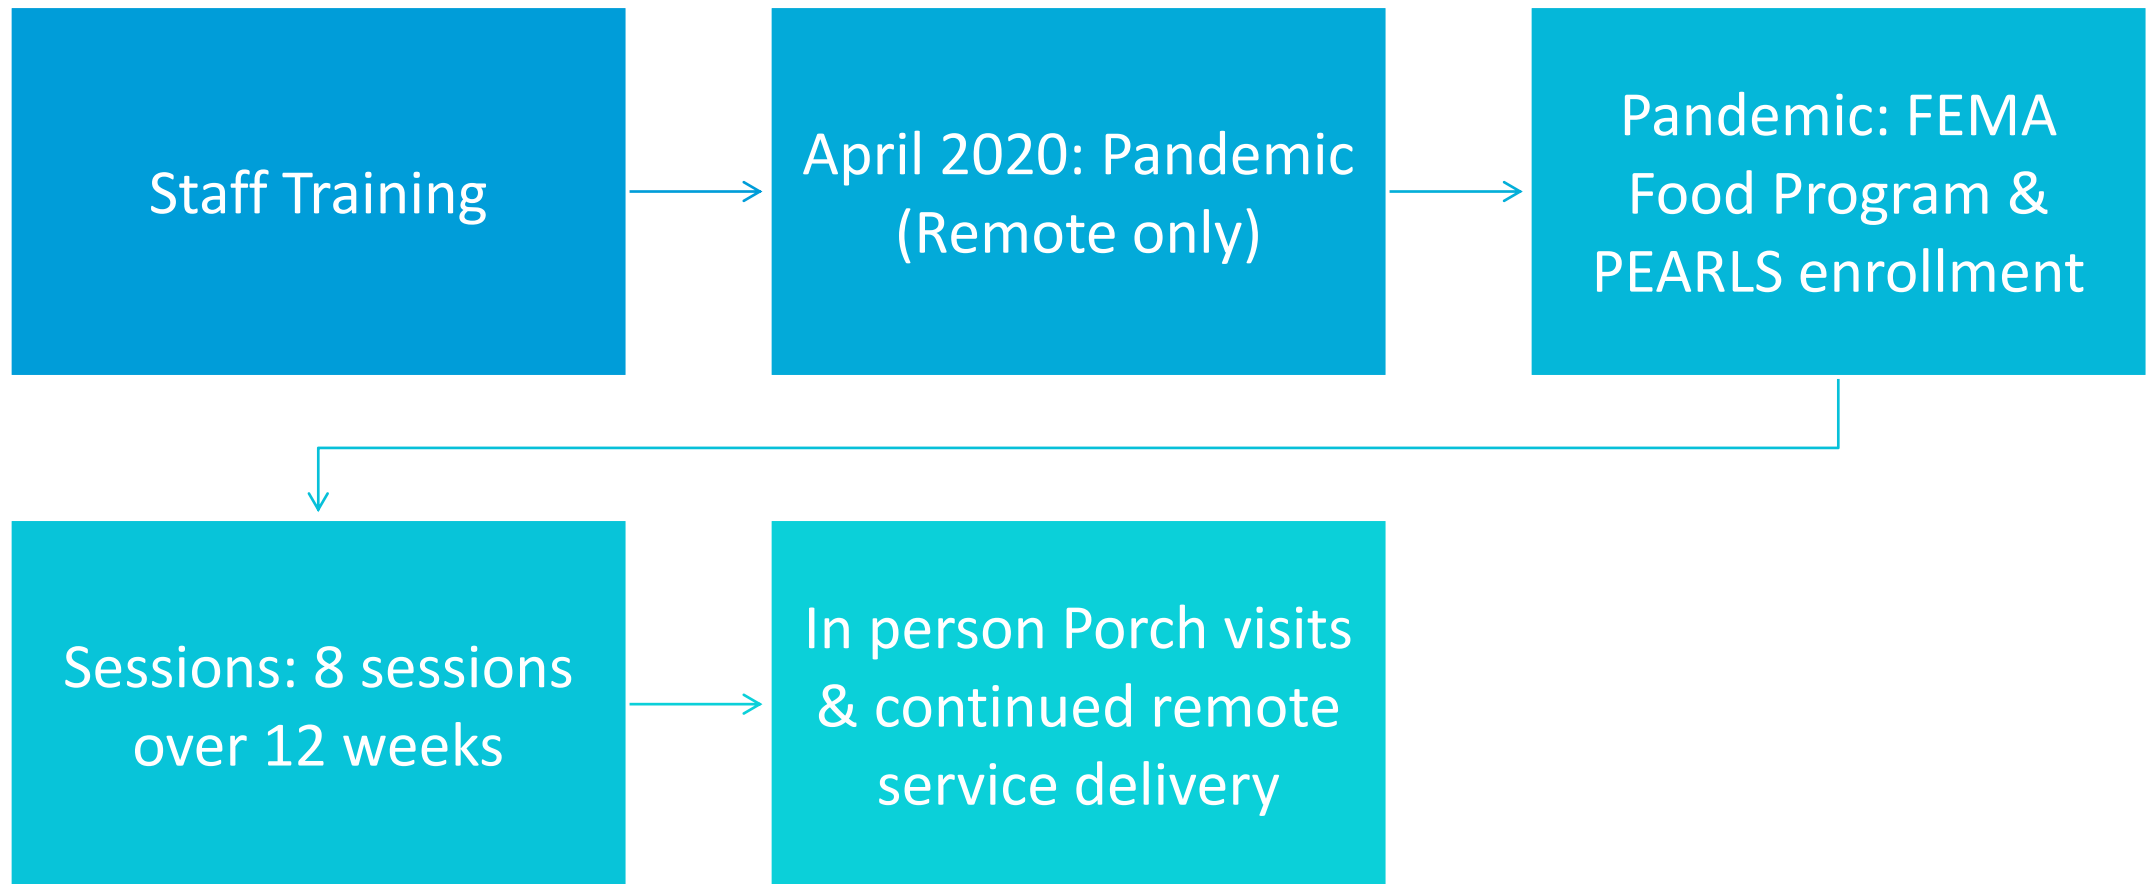 Staff Training
April 2020: Pandemic
(Remote only)
Pandemic: FEMA
Food Program &
PEARLS enrollment
Sessions: 8 sessions
over 12 weeks
In person Porch visits
& continued remote
service delivery